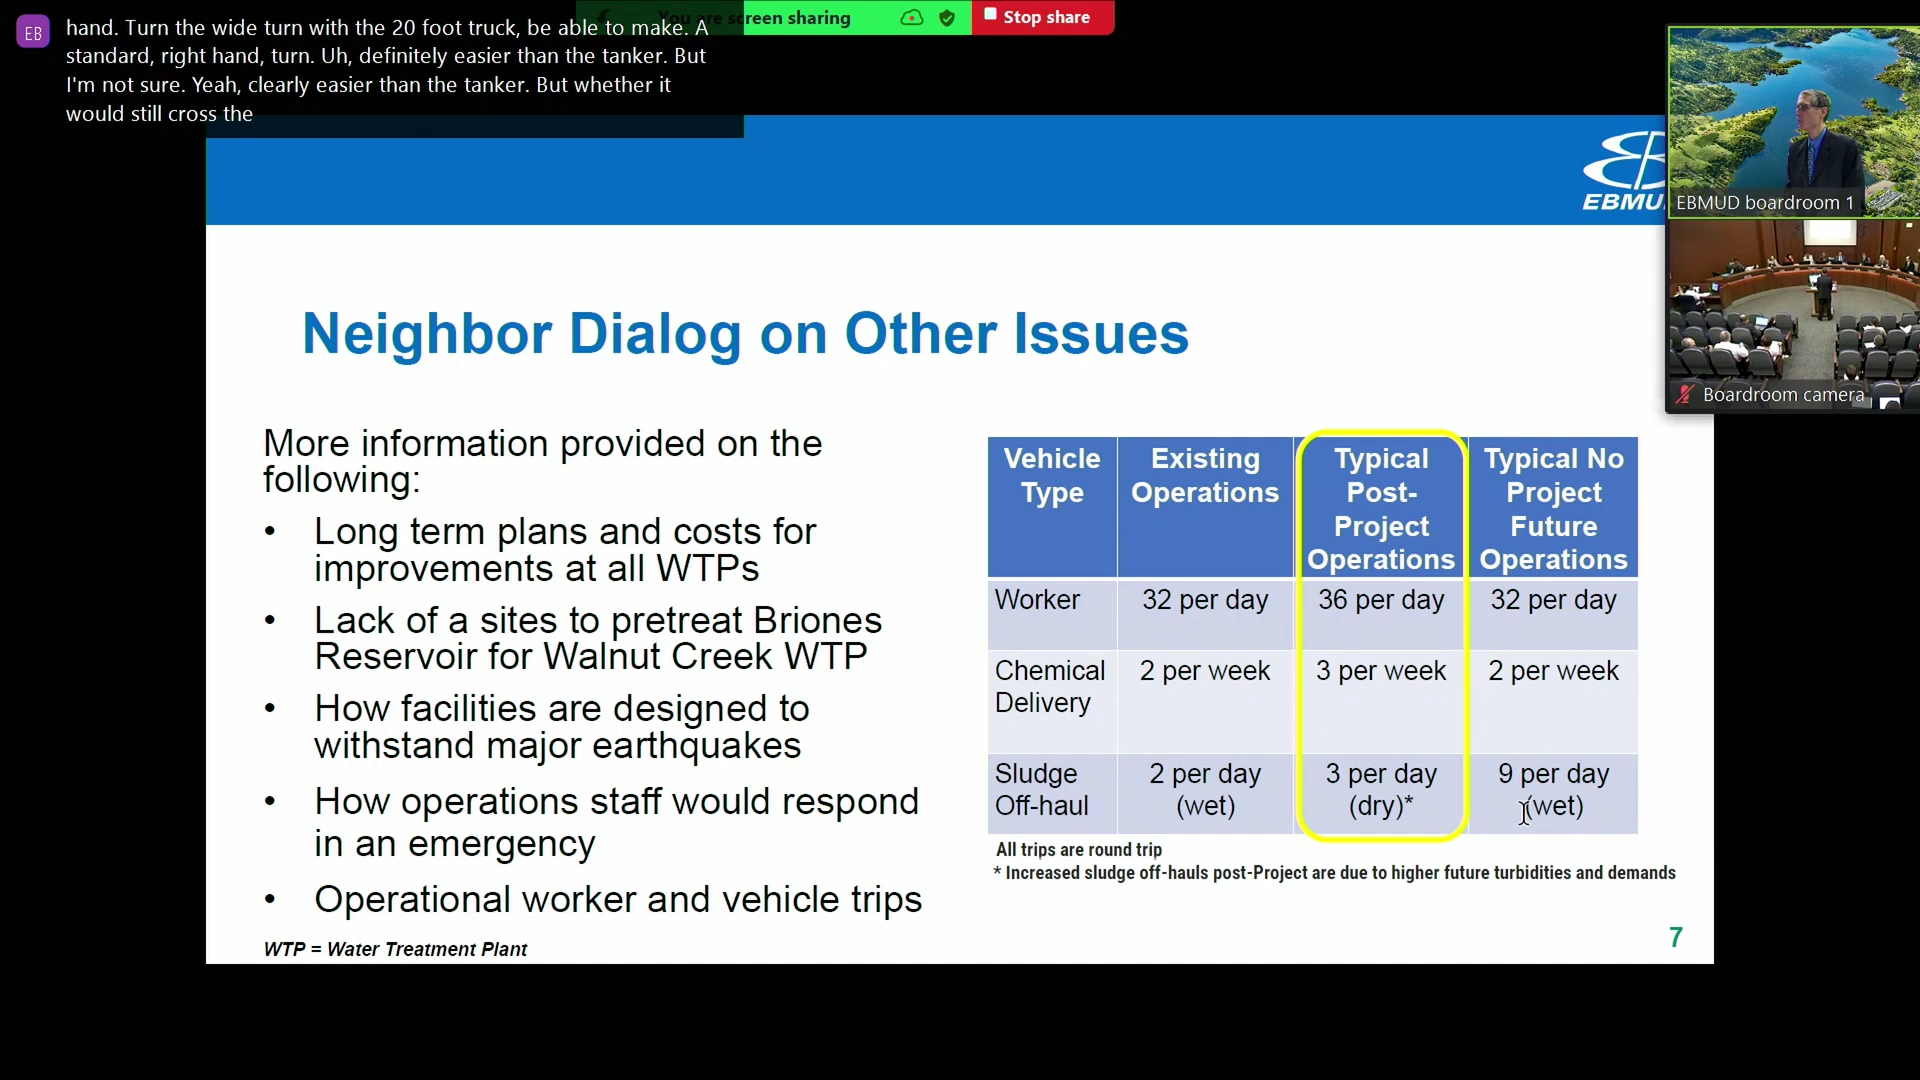 EB
hand. Turn the wide turn with the 20 foot truck, be able to make. A
standard, right hand, turn. Uh, definitely easier than the tanker. But
I'm not sure. Yeah, clearly easier than the tanker. But whether it
would still cross the
You are screen sharing
Stop share
EBMU
EBMUD boardroom 1
Boardroom camera
Neighbor Dialog on Other Issues
More information provided on the
following:
• Long term plans and costs for
improvements at all WTPs
• Lack of a sites to pretreat Briones
Reservoir for Walnut Creek WTP
• How facilities are designed to
withstand major earthquakes
• How operations staff would respond
in an emergency
• Operational worker and vehicle trips
WTP = Water Treatment Plant
Vehicle Type Existing Operations Typical Post-Project Operations Typical No Project Future Operations
Worker 32 per day 36 per day 32 per day
Chemical Delivery 2 per week 3 per week 2 per week
Sludge Off-haul 2 per day (wet) 3 per day (dry)* 9 per day (wet)
All trips are round trip
* Increased sludge off-hauls post-Project are due to higher future turbidities and demands
7